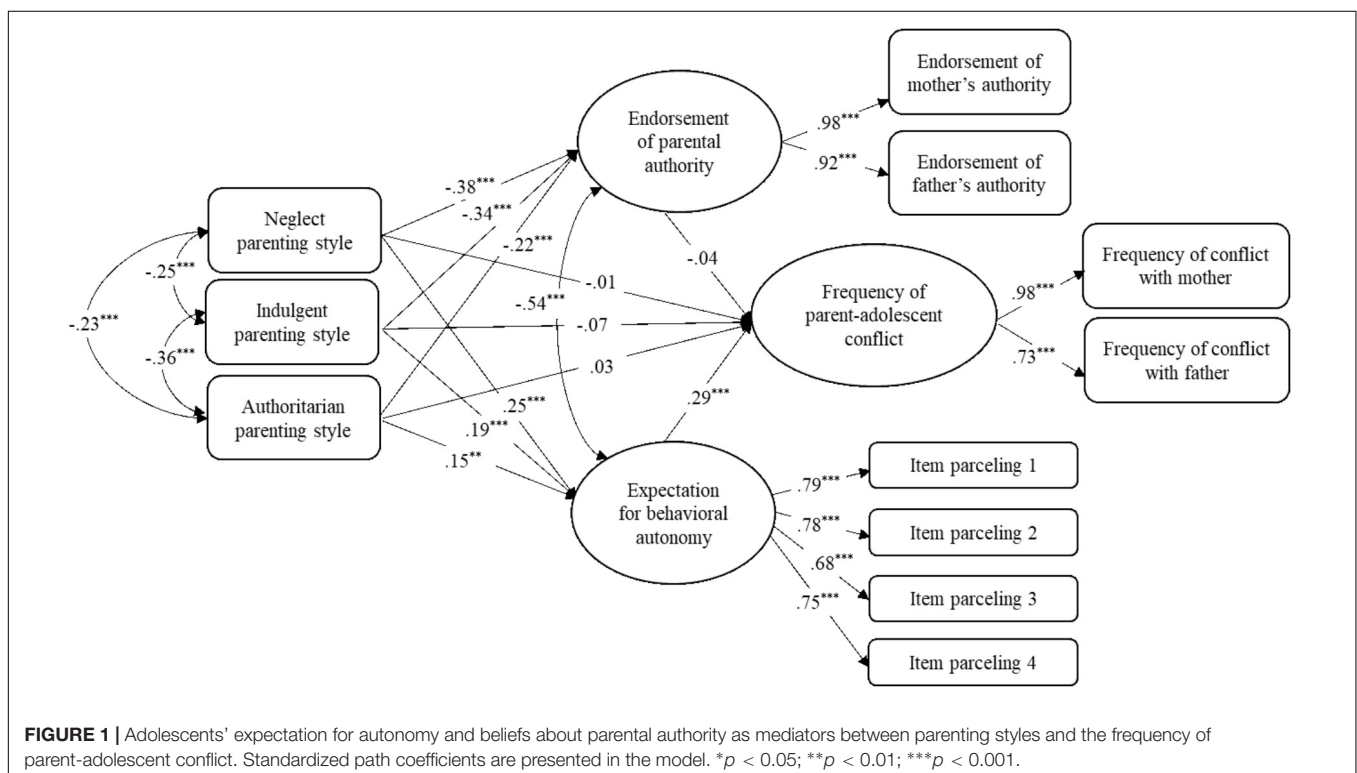 Endorsement of
mother's authority
Endorsement
of parental
authority
.98***
.92***
Endorsement of
father's authority
-.38***
-.34***
-.22***
Neglect
parenting style
-.25***
-.23***
Indulgent
parenting style
-.36***
Authoritarian
parenting style
-.54***
-.04
-.01
-.07
.03
.29***
.25***
.19***
.15**
Frequency of
parent-adolescent
conflict
.98***
.73***
Frequency of conflict
with mother
Frequency of conflict
with father
Expectation
for behavioral
autonomy
.79***
.78***
.68***
.75***
Item parceling 1
Item parceling 2
Item parceling 3
Item parceling 4
FIGURE 1 | Adolescents' expectation for autonomy and beliefs about parental authority as mediators between parenting styles and the frequency of
parent-adolescent conflict. Standardized path coefficients are presented in the model. *p < 0.05; **p < 0.01; ***p < 0.001.